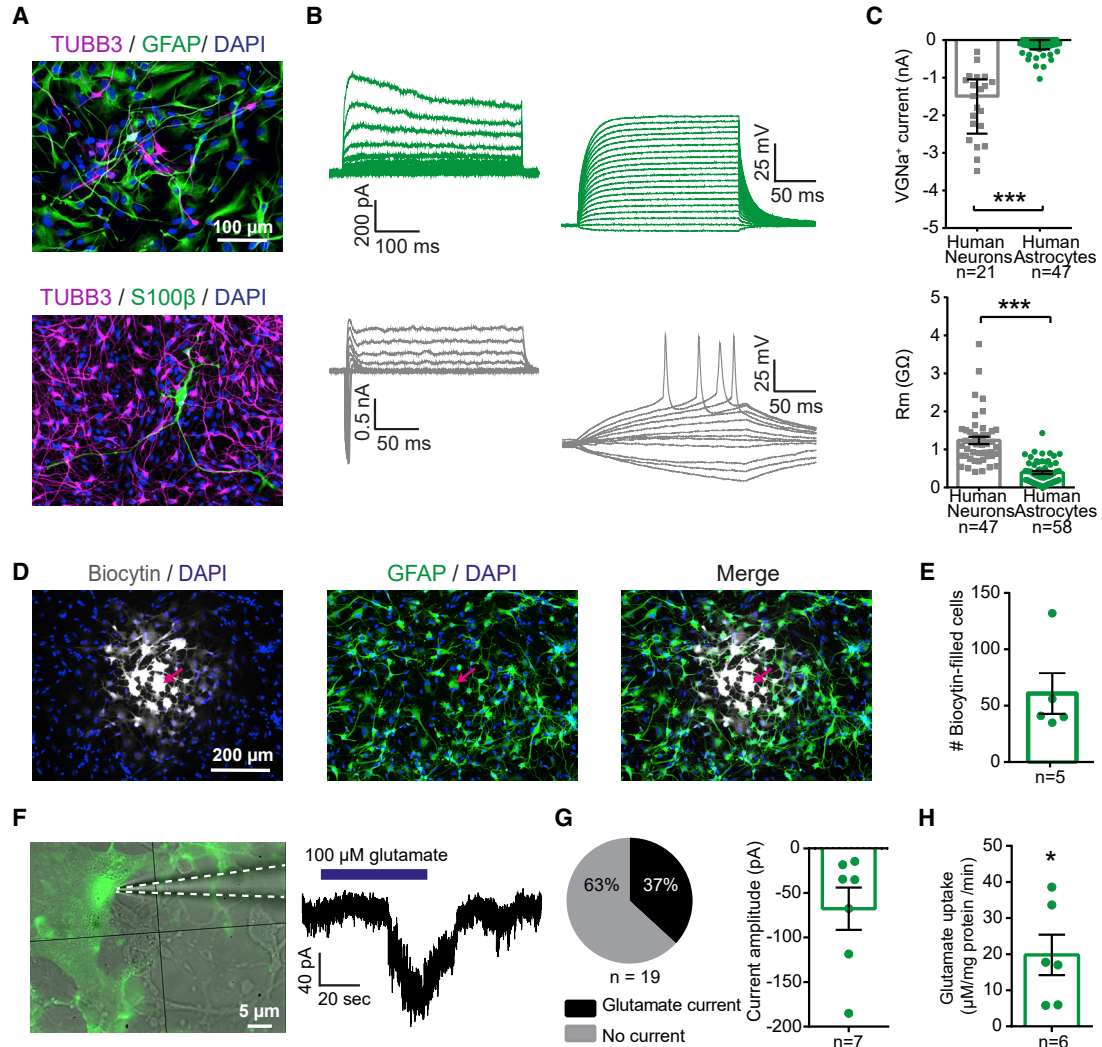 A
TUBB3 / GFAP/ DAPI
100 µm
TUBB3 / S100β / DAPI
B
200 pA
100 ms
25 mV
50 ms
0.5 nA
50 ms
25 mV
50 ms
C
VGNa⁺ current (nA)
0
-1
-2
-3
-4
-5
***
Human Human
Neurons Astrocytes
n=21 n=47
Rm (GΩ)
5
4
3
2
1
0
***
Human Human
Neurons Astrocytes
n=47 n=58
D
Biocytin / DAPI
200 µm
GFAP / DAPI
Merge
E
# Biocytin-filled cells
150
100
50
0
n=5
F
5 µm
100 µM glutamate
40 pA
20 sec
G
63% 37%
n = 19
Glutamate current
No current
Current amplitude (pA)
0
-50
-100
-150
-200
n=7
H
Glutamate uptake
(µM/mg protein /min)
50
40
30
20
10
0
*
n=6